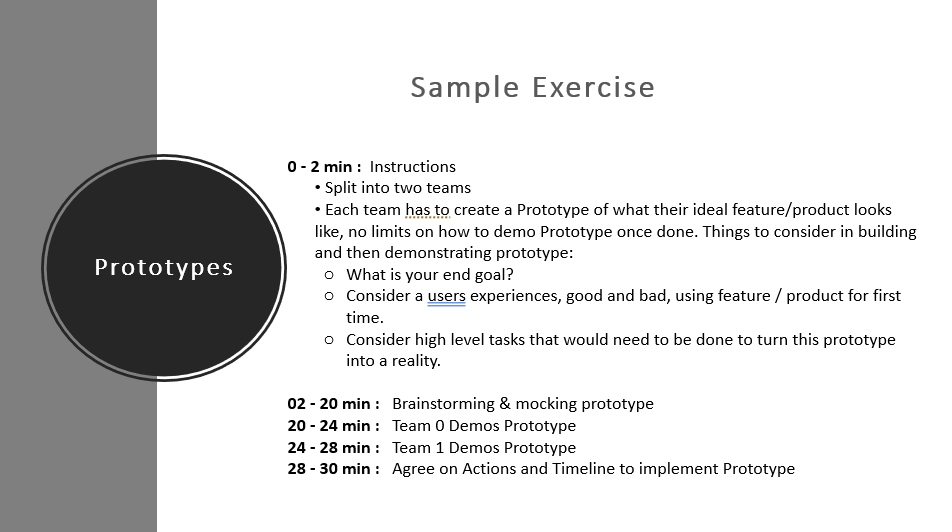 Sample Exercise
Prototypes
0 - 2 min :  Instructions
• Split into two teams
• Each team has to create a Prototype of what their ideal feature/product looks
like, no limits on how to demo Prototype once done. Things to consider in building
and then demonstrating prototype:
○ What is your end goal?
○ Consider a users experiences, good and bad, using feature / product for first
time.
○ Consider high level tasks that would need to be done to turn this prototype
into a reality.
02 - 20 min :   Brainstorming & mocking prototype
20 - 24 min :   Team 0 Demos Prototype
24 - 28 min :   Team 1 Demos Prototype
28 - 30 min :   Agree on Actions and Timeline to implement Prototype